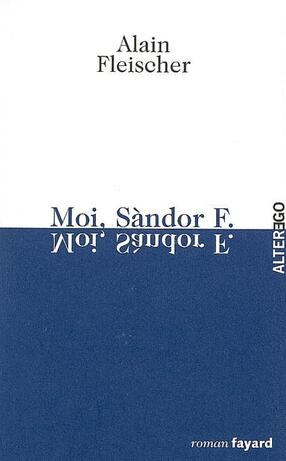 Alain
Fleischer
Moi, Sàndor F.
Moi, Sàndor F.
ALTER EGO
roman fayard